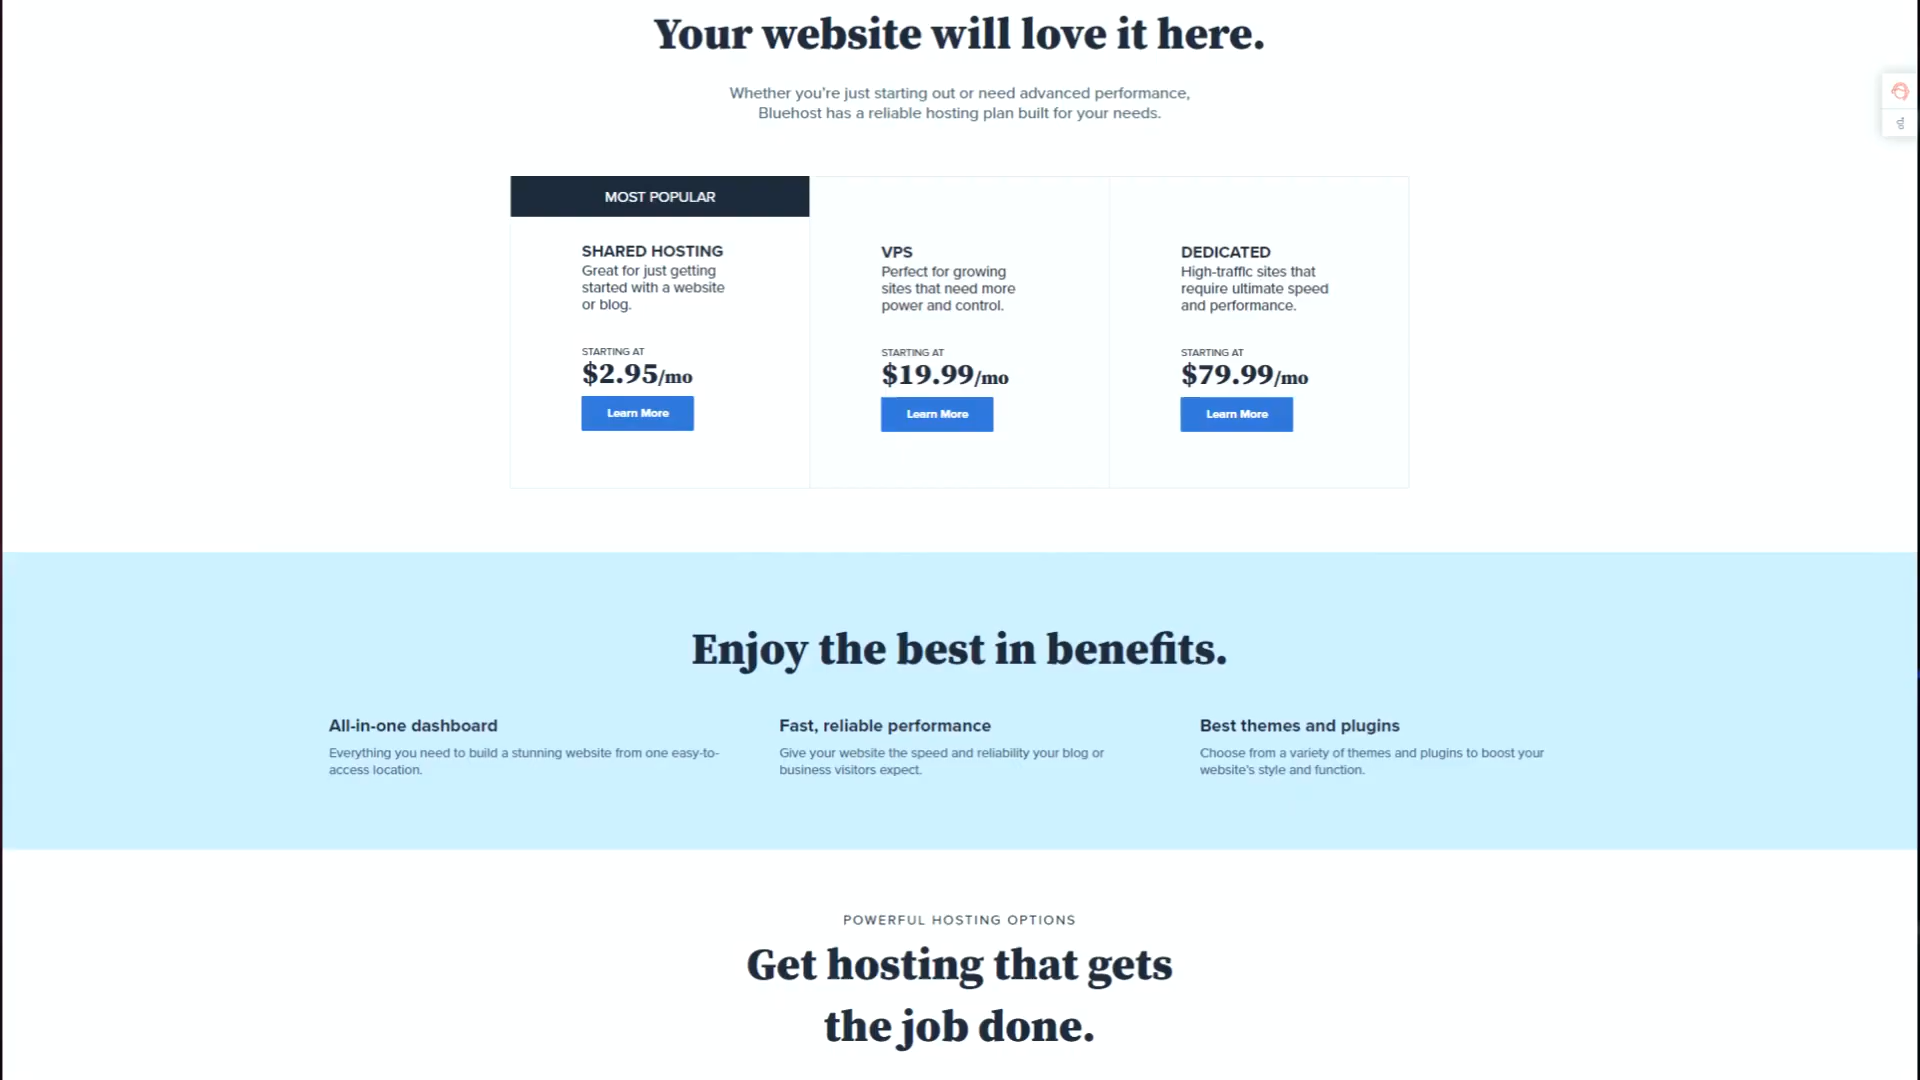 Your website will love it here.
Whether you're just starting out or need advanced performance,
Bluehost has a reliable hosting plan built for your needs.
MOST POPULAR
SHARED HOSTING
Great for just getting
started with a website
or blog.
STARTING AT
$2.95/mo
Learn More
VPS
Perfect for growing
sites that need more
power and control.
STARTING AT
$19.99/mo
Learn More
DEDICATED
High-traffic sites that
require ultimate speed
and performance.
STARTING AT
$79.99/mo
Learn More
Enjoy the best in benefits.
All-in-one dashboard
Everything you need to build a stunning website from one easy-to-
access location.
Fast, reliable performance
Give your website the speed and reliability your blog or
business visitors expect.
Best themes and plugins
Choose from a variety of themes and plugins to boost your
website's style and function.
POWERFUL HOSTING OPTIONS
Get hosting that gets
the job done.